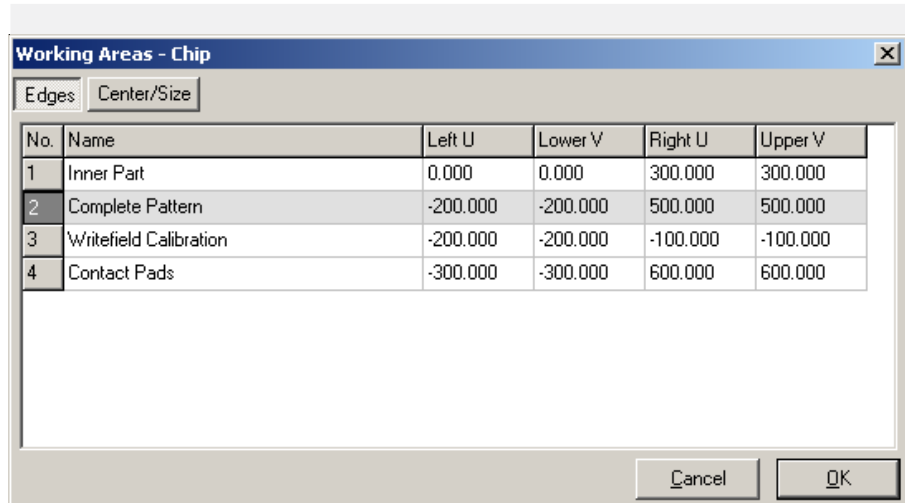 Working Areas - Chip
Edges Center/Size
No. Name Left U Lower V Right U Upper V
1 Inner Part 0.000 0.000 300.000 300.000
2 Complete Pattern -200.000 -200.000 500.000 500.000
3 Writefield Calibration -200.000 -200.000 -100.000 -100.000
4 Contact Pads -300.000 -300.000 600.000 600.000
Cancel OK